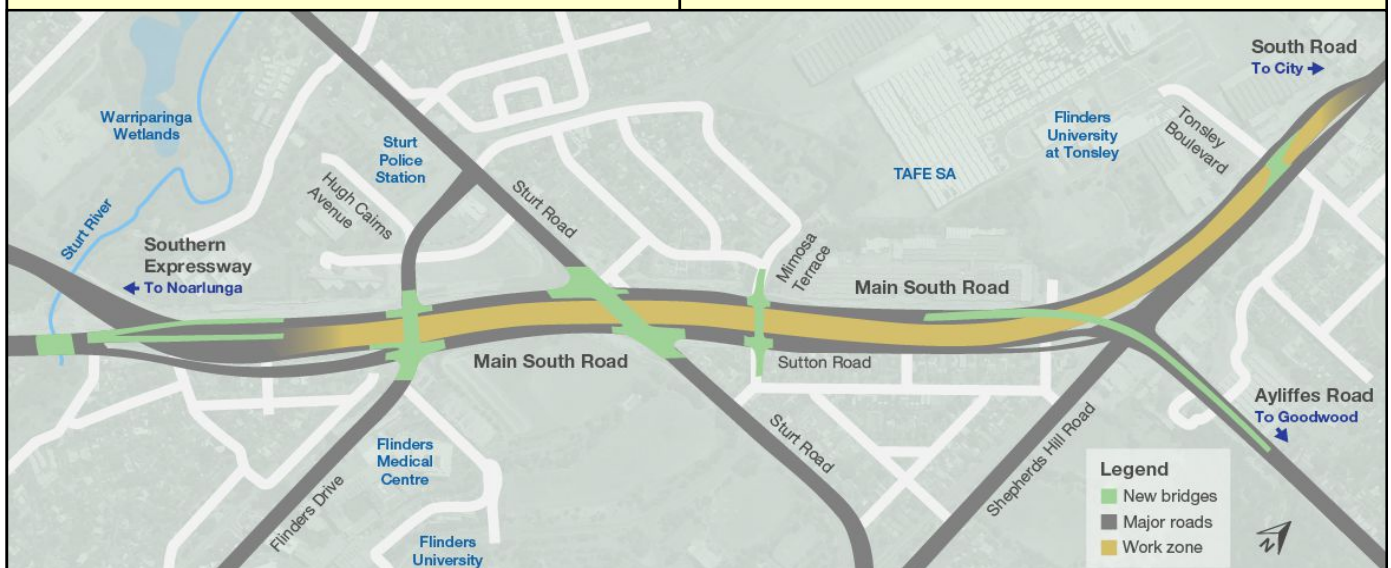 South Road
To City
Warriparinga
Wetlands
Sturt
Police
Station
Flinders
University
at Tonsley
Tonsley
Boulevard
TAFE SA
Hugh Cairns
Avenue
Sturt Road
Sturt River
Southern
Expressway
To Noarlunga
Mimosa
Terrace
Main South Road
Main South Road
Sutton Road
Ayliffes Road
To Goodwood
Sturt Road
Shepherds Hill Road
Flinders
Medical
Centre
Flinders Drive
Flinders
University
Legend
New bridges
Major roads
Work zone
N